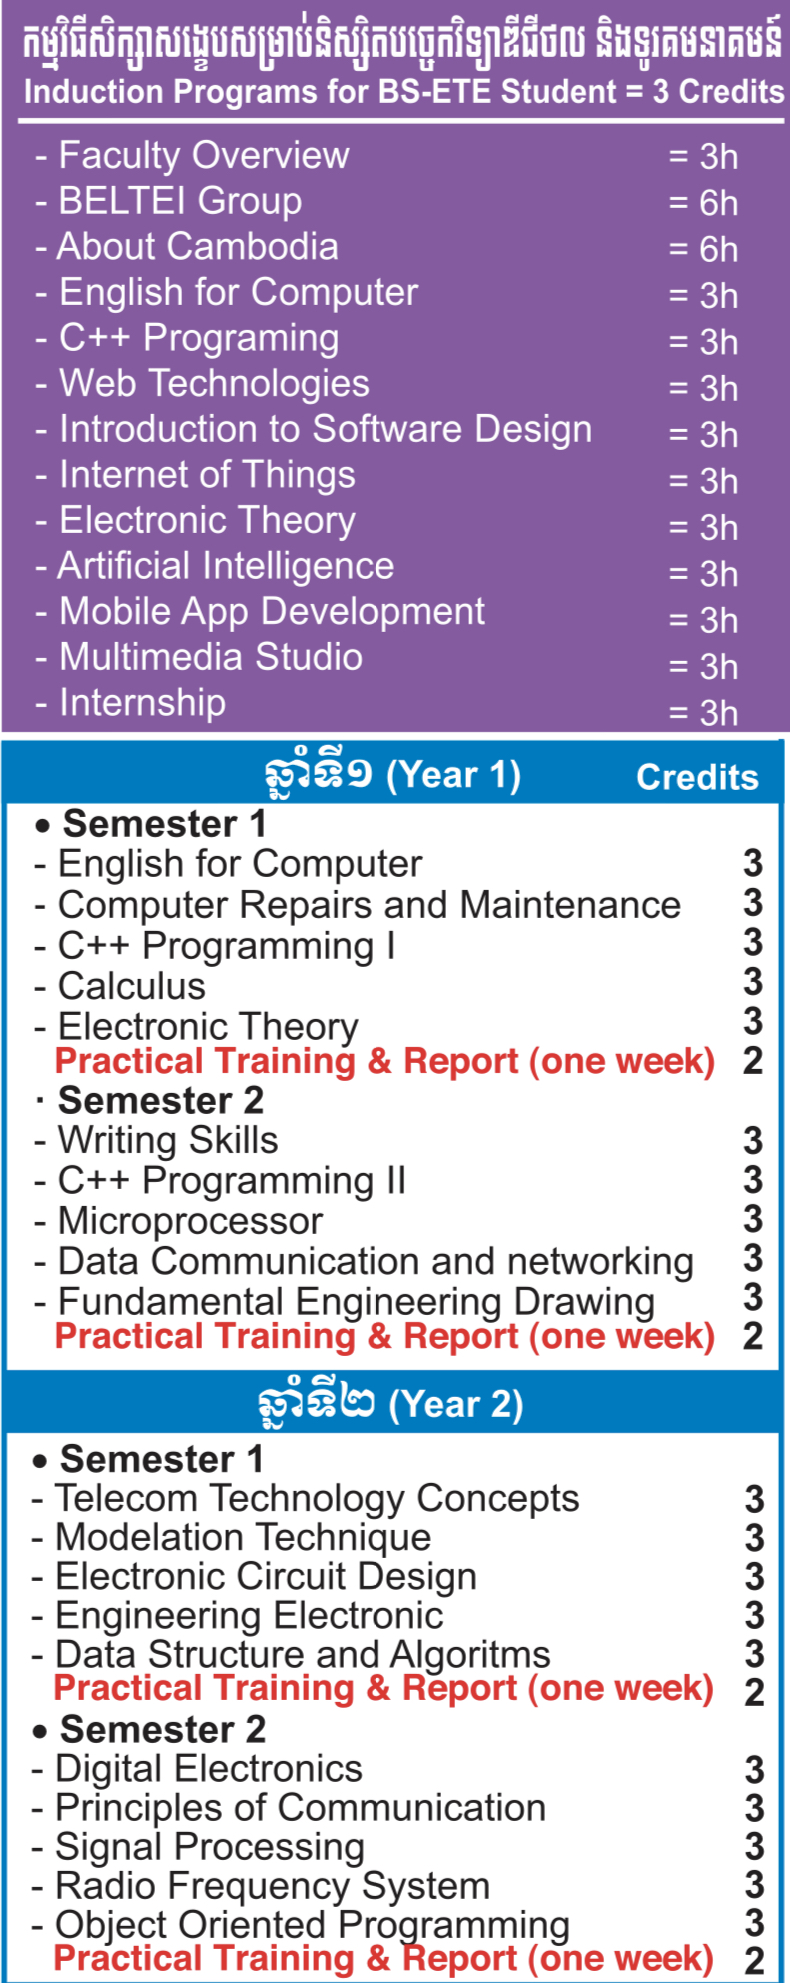 កម្មវិធីសិក្សាសង្ខេបសម្រាប់និស្សិតបច្ចេកវិទ្យាឌីជីថល និងទូរគមនាគមន៍
Induction Programs for BS-ETE Student = 3 Credits
- Faculty Overview = 3h
- BELTEI Group = 6h
- About Cambodia = 6h
- English for Computer = 3h
- C++ Programing = 3h
- Web Technologies = 3h
- Introduction to Software Design = 3h
- Internet of Things = 3h
- Electronic Theory = 3h
- Artificial Intelligence = 3h
- Mobile App Development = 3h
- Multimedia Studio = 3h
- Internship = 3h
ឆ្នាំទី១ (Year 1) Credits
• Semester 1
- English for Computer 3
- Computer Repairs and Maintenance 3
- C++ Programming I 3
- Calculus 3
- Electronic Theory 3
Practical Training & Report (one week) 2
· Semester 2
- Writing Skills 3
- C++ Programming II 3
- Microprocessor 3
- Data Communication and networking 3
- Fundamental Engineering Drawing 3
Practical Training & Report (one week) 2
ឆ្នាំទី២ (Year 2)
• Semester 1
- Telecom Technology Concepts 3
- Modelation Technique 3
- Electronic Circuit Design 3
- Engineering Electronic 3
- Data Structure and Algoritms 3
Practical Training & Report (one week) 2
• Semester 2
- Digital Electronics 3
- Principles of Communication 3
- Signal Processing 3
- Radio Frequency System 3
- Object Oriented Programming 3
Practical Training & Report (one week) 2